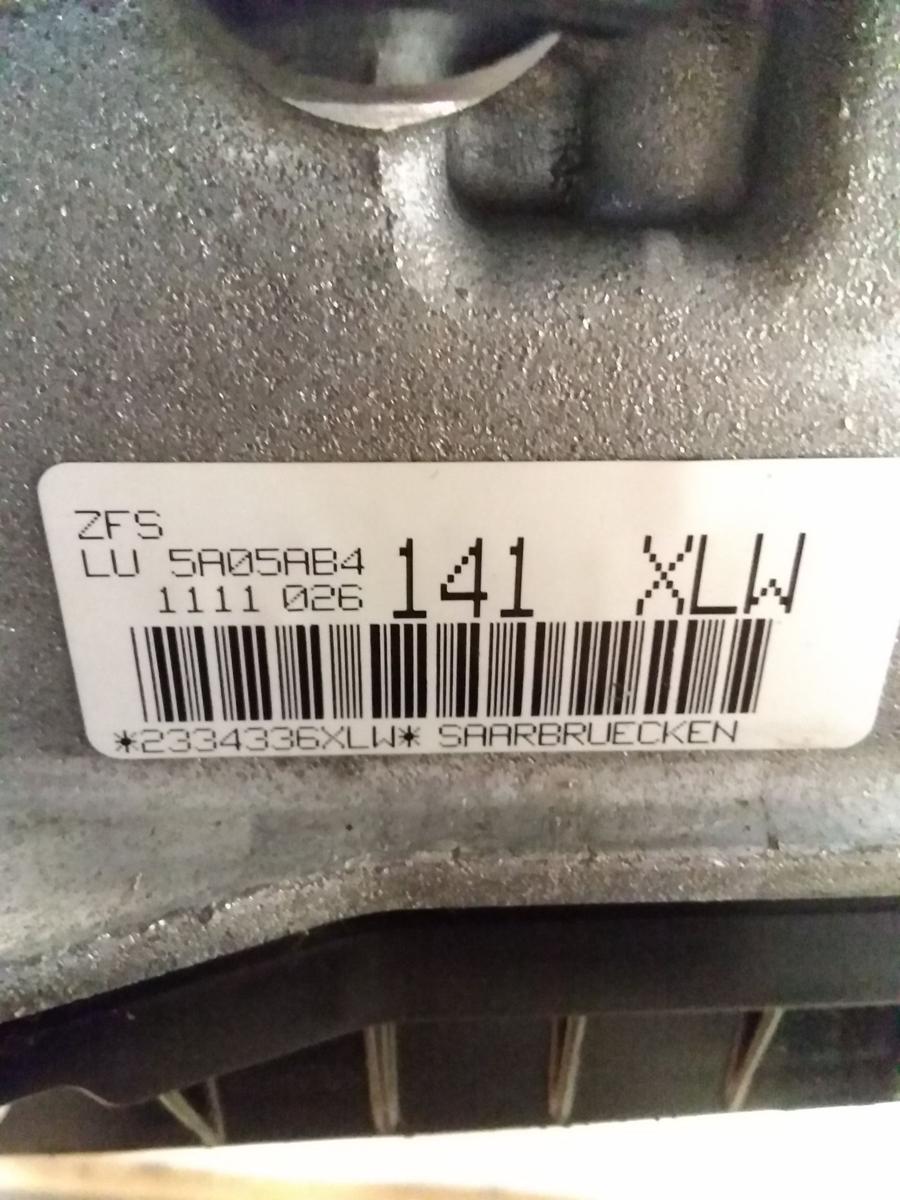 ZFS
LU 5A05AB4
1111 026 141 XLW
*2334336XLW* SAARBRUECKEN